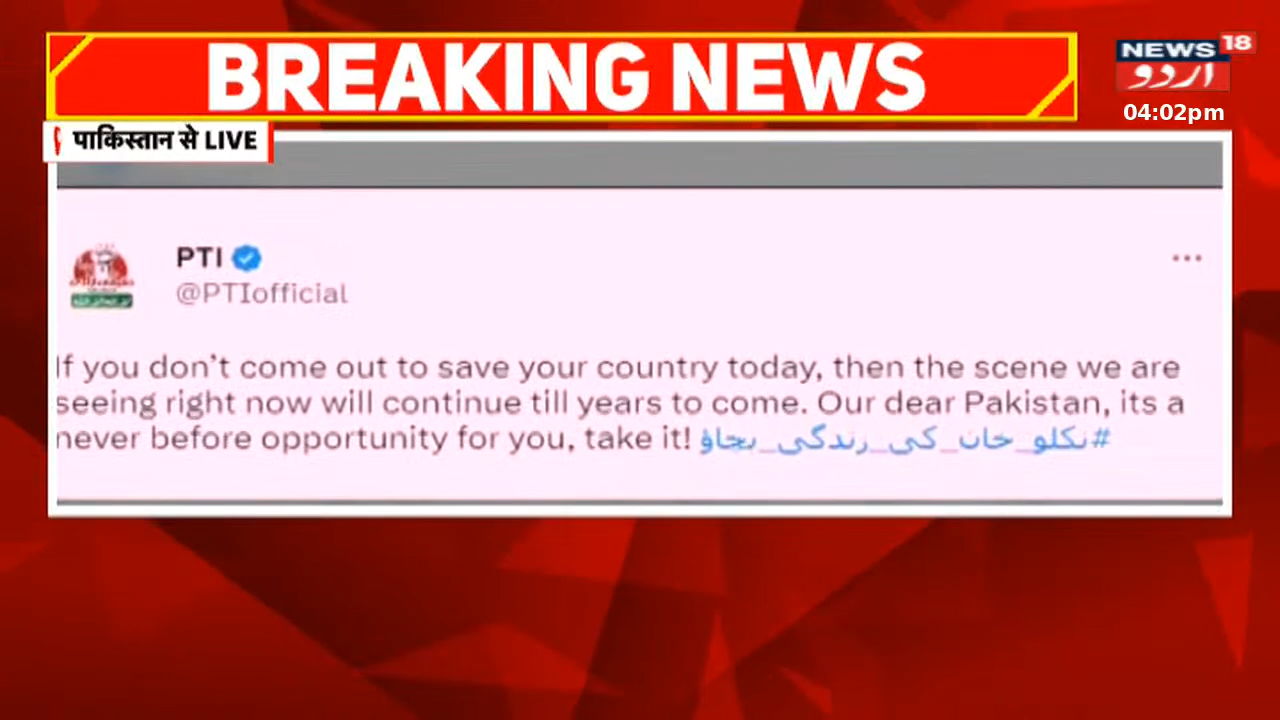 BREAKING NEWS
NEWS 18
اردو
04:02pm
पाकिस्तान से LIVE
PTI
@PTIofficial
If you don't come out to save your country today, then the scene we are
seeing right now will continue till years to come. Our dear Pakistan, its a
never before opportunity for you, take it! #نکلو_خان_کی_زندگی_بچاؤ